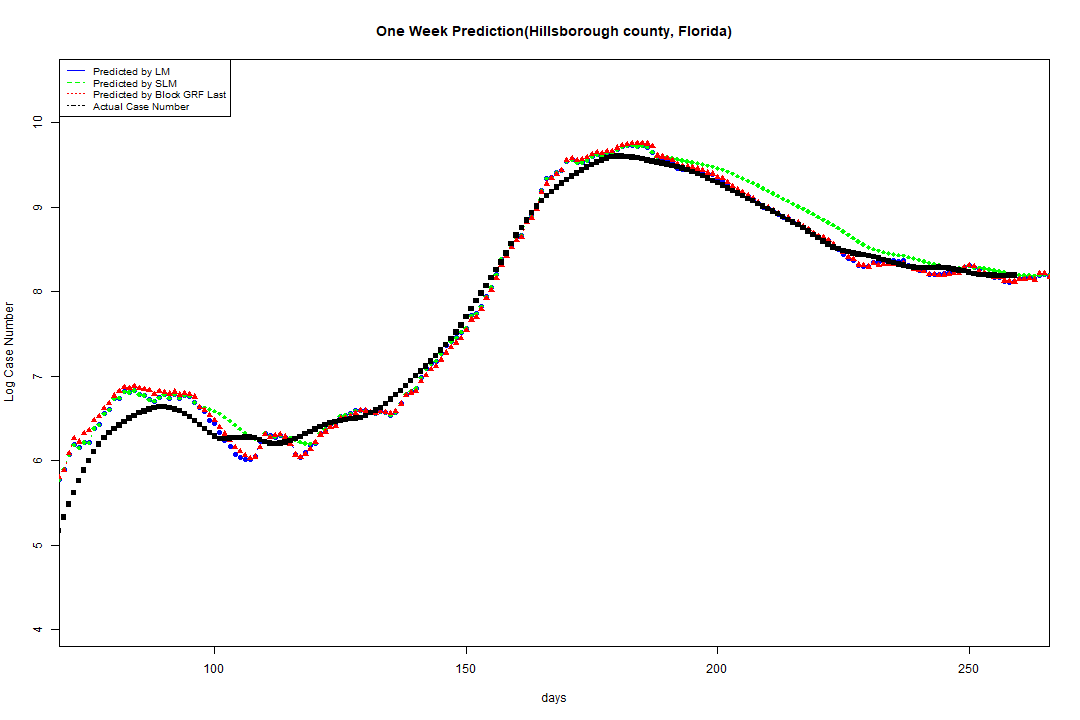 One Week Prediction(Hillsborough county, Florida)
Predicted by LM
Predicted by SLM
Predicted by Block GRF Last
Actual Case Number
10
9
8
7
6
5
4
Log Case Number
100 150 200 250
days